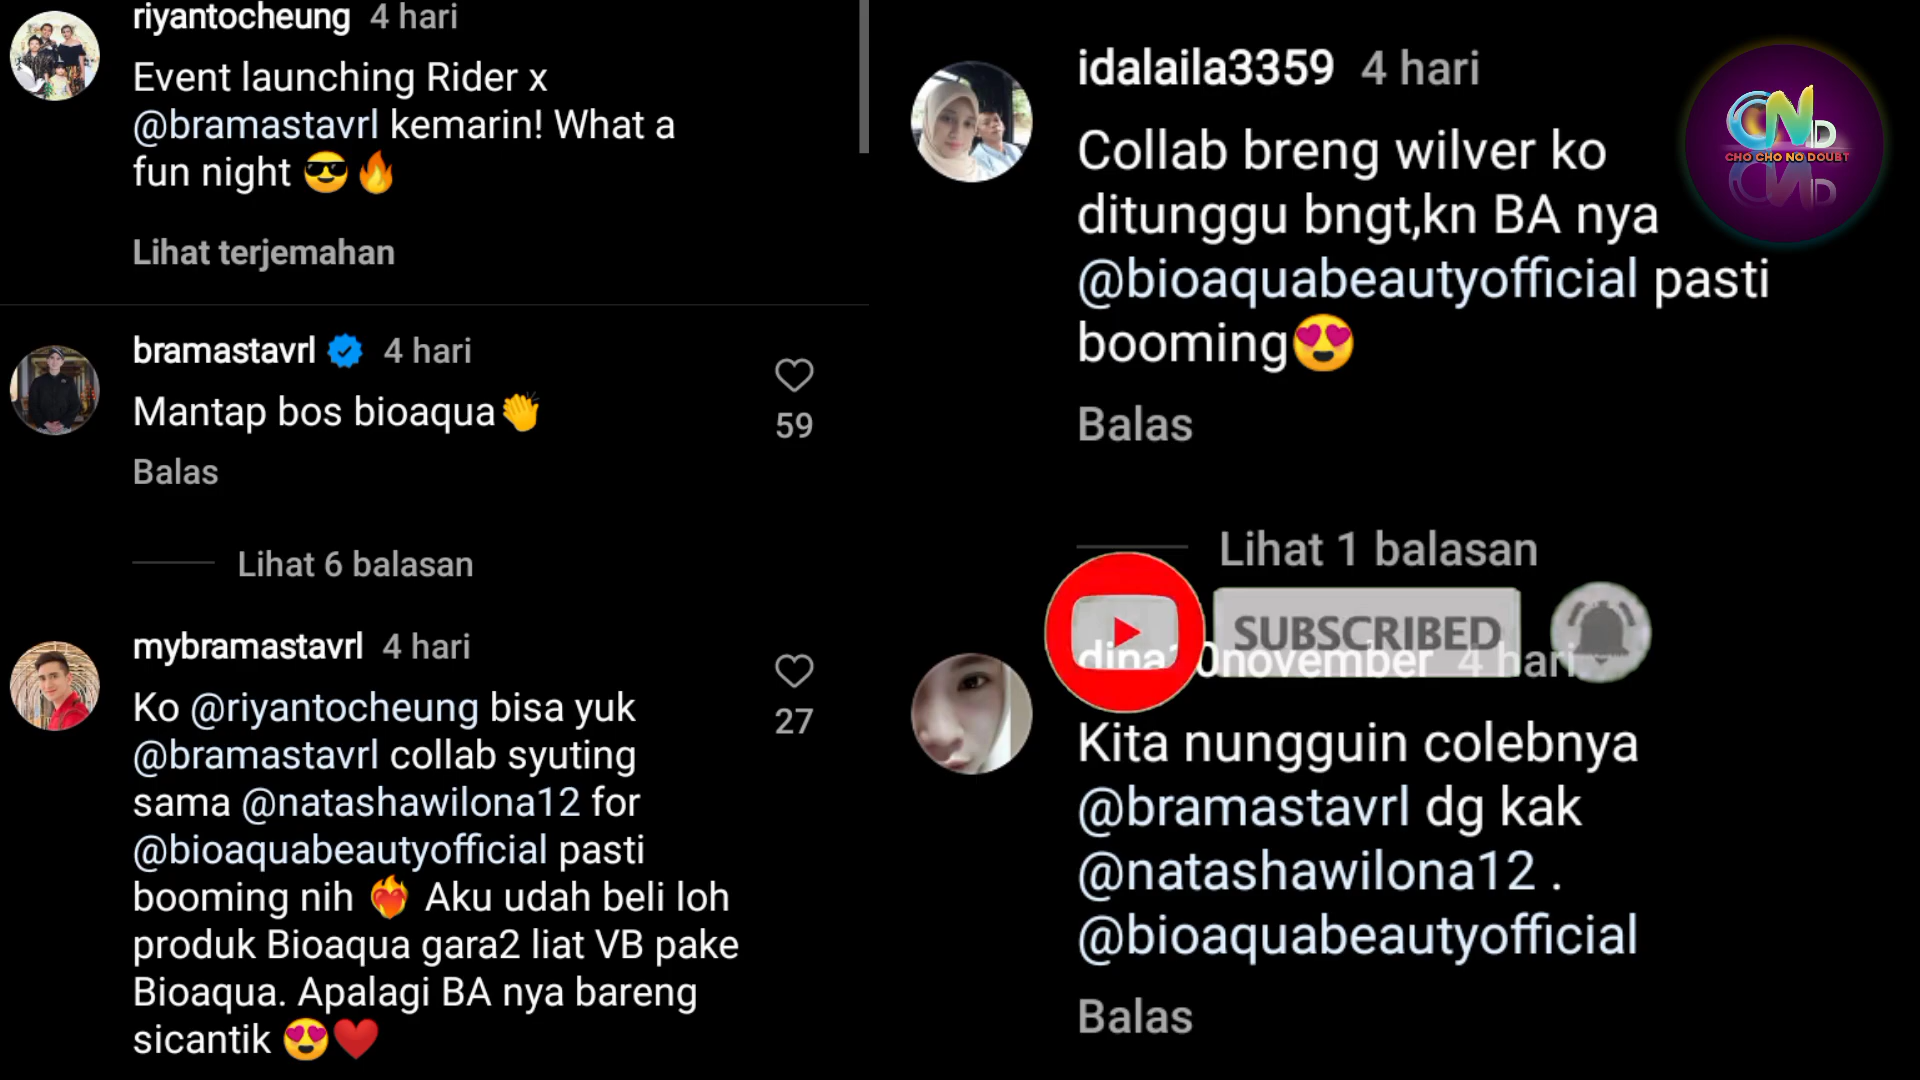 riyantocheung 4 hari
Event launching Rider x
@bramastavrl kemarin! What a
fun night 😎🔥
Lihat terjemahan
bramastavrl 4 hari
Mantap bos bioaqua👏
59
Balas
Lihat 6 balasan
mybramastavrl 4 hari
Ko @riyantocheung bisa yuk
@bramastavrl collab syuting
sama @natashawilona12 for
@bioaquabeautyofficial pasti
booming nih ❤️‍🔥 Aku udah beli loh
produk Bioaqua gara2 liat VB pake
Bioaqua. Apalagi BA nya bareng
sicantik 😍❤️
27
idalaila3359 4 hari
Collab breng wilver ko
ditunggu bngt,kn BA nya
@bioaquabeautyofficial pasti
booming😍
Balas
Lihat 1 balasan
SUBSCRIBED
4 hari
Kita nungguin colebnya
@bramastavrl dg kak
@natashawilona12 .
@bioaquabeautyofficial
Balas
CND
CHO CHO NO DOUBT